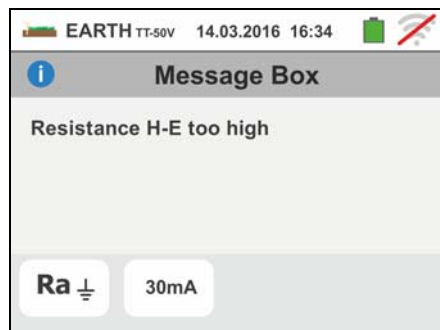 EARTH TT-50V 14.03.2016 16:34
i Message Box
Resistance H-E too high
Ra 30mA